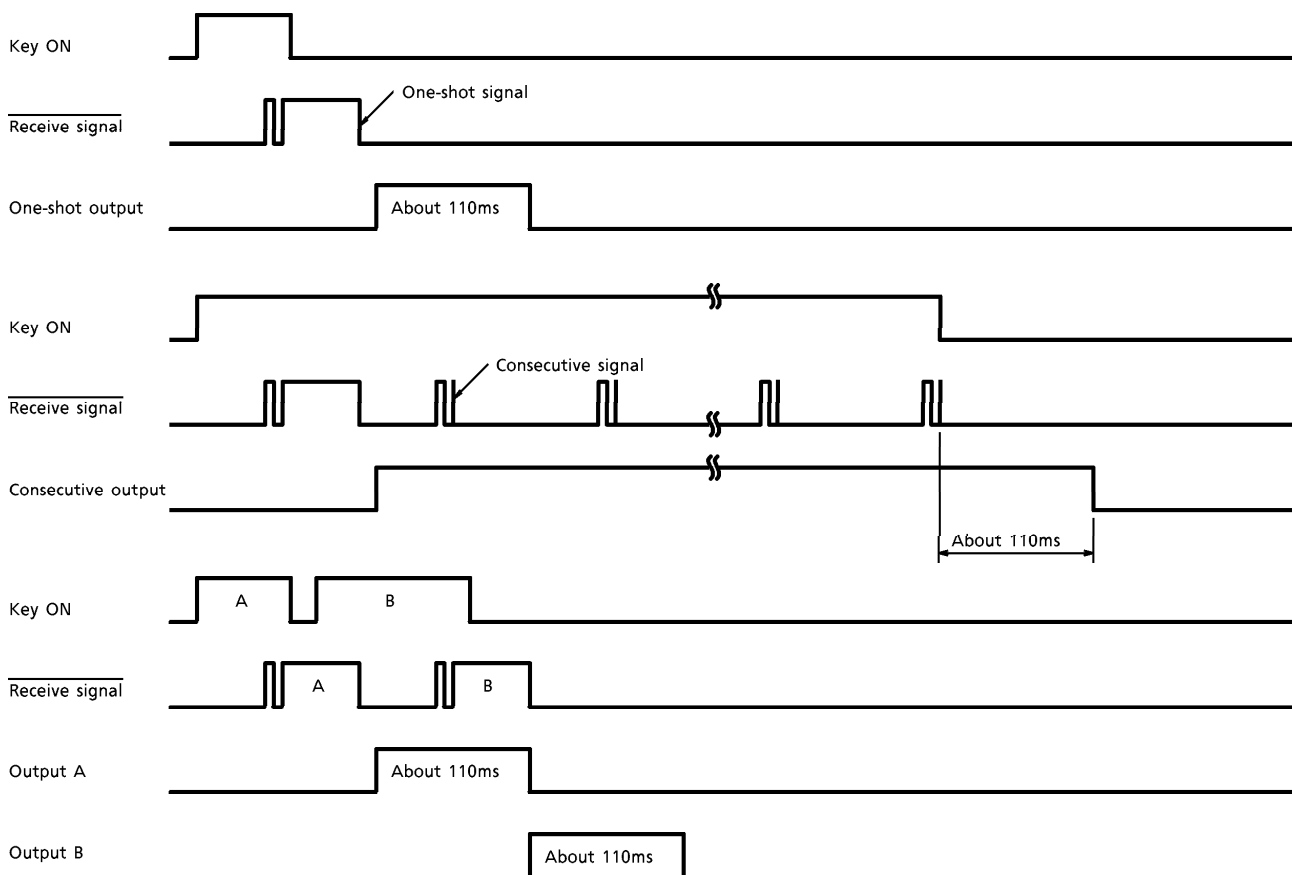 Key ON
One-shot signal
Receive signal
One-shot output
About 110ms
Key ON
Consecutive signal
Receive signal
Consecutive output
About 110ms
Key ON
A
B
Receive signal
A
B
Output A
About 110ms
Output B
About 110ms